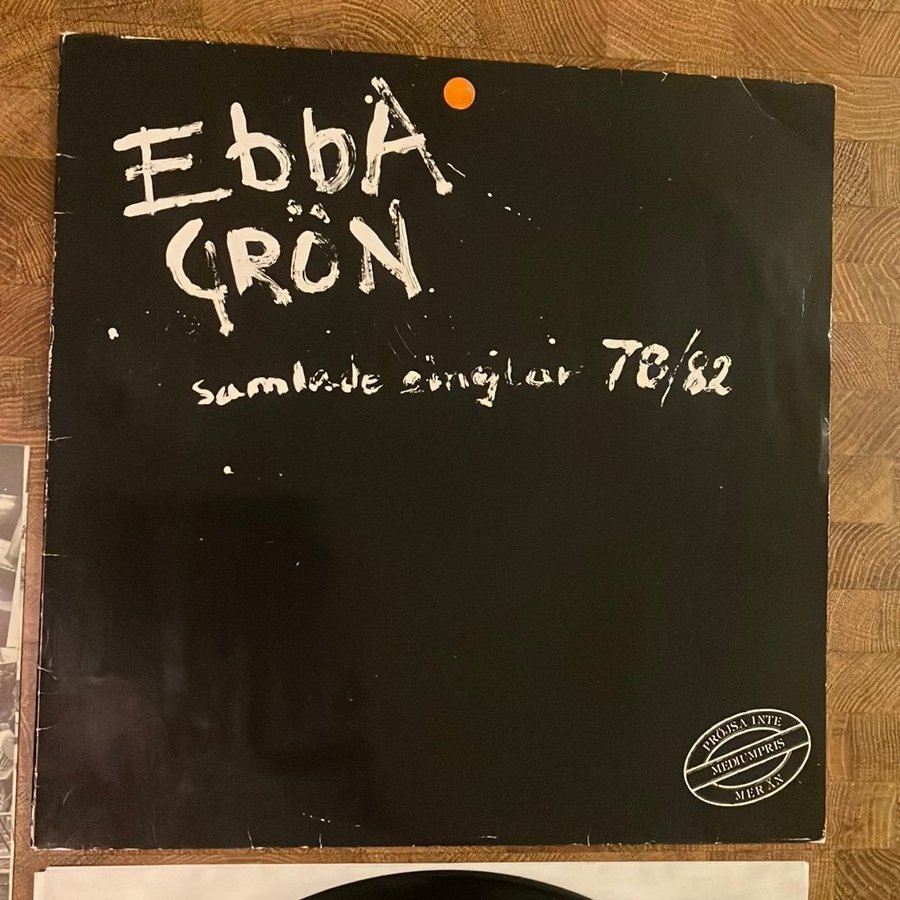 EbbA
GRÖN
samlade singlar 78/82
PRÖJSA INTE
MEDIUMPRIS
MER ÄN